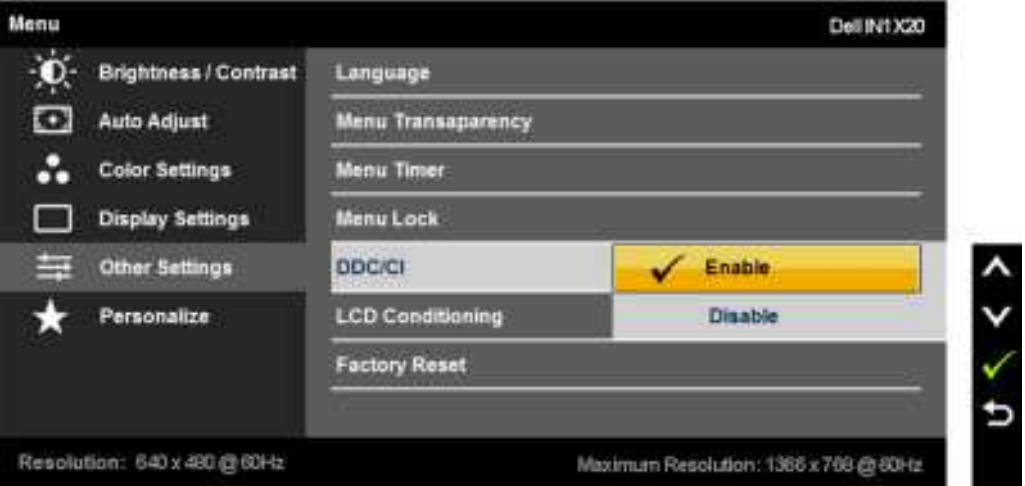 Menu
Dell IN1X20
Brightness / Contrast
Auto Adjust
Color Settings
Display Settings
Other Settings
Personalize
Language
Menu Transaparency
Menu Timer
Menu Lock
DDC/CI
Enable
Disable
LCD Conditioning
Factory Reset
Resolution: 640 x 480 @ 60Hz
Maximum Resolution: 1366 x 768 @ 60Hz